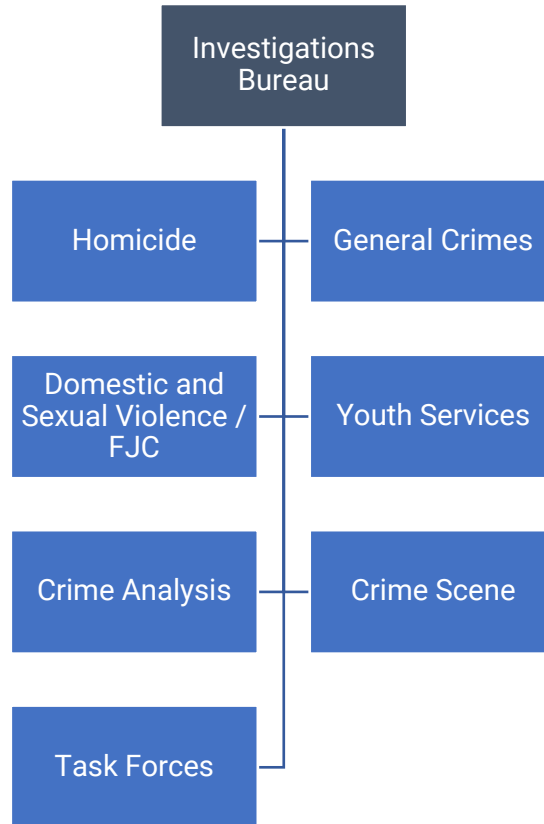 Investigations
Bureau
Homicide
General Crimes
Domestic and
Sexual Violence /
FJC
Youth Services
Crime Analysis
Crime Scene
Task Forces